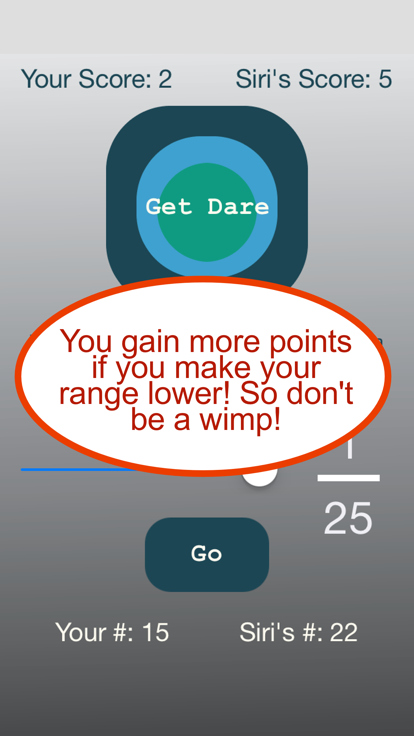 Your Score: 2 Siri's Score: 5
Get Dare
You gain more points
if you make your
range lower! So don't
be a wimp!
1
25
Go
Your #: 15 Siri's #: 22